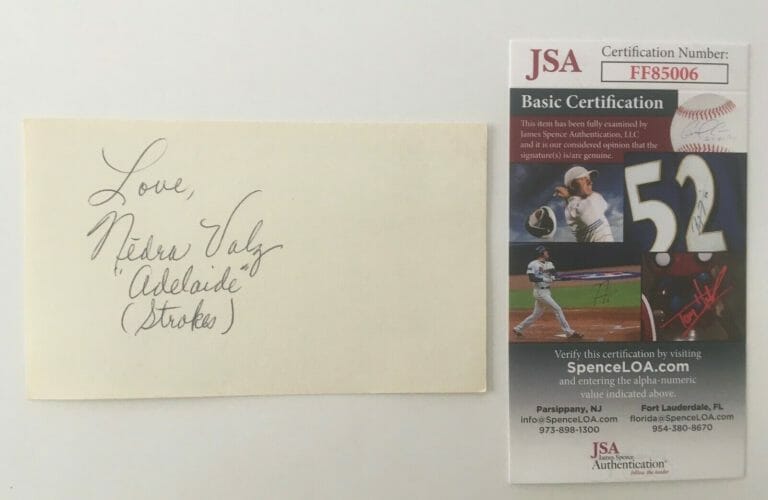 Love,
Nedra Volz
"Adelaide"
(Strokes)
JSA
Certification Number:
FF85006
Basic Certification
This item has been fully examined by
James Spence Authentication, LLC
and it is our considered opinion that the
signature(s) is/are genuine.
52
Verify this certification by visiting
SpenceLOA.com
and entering the alpha-numeric
value indicated above.
Parsippany, NJ
info@SpenceLOA.com
973-898-1300
Fort Lauderdale, FL
florida@SpenceLOA.com
954-380-8670
JSA
James Spence
Authentication
follow the leader